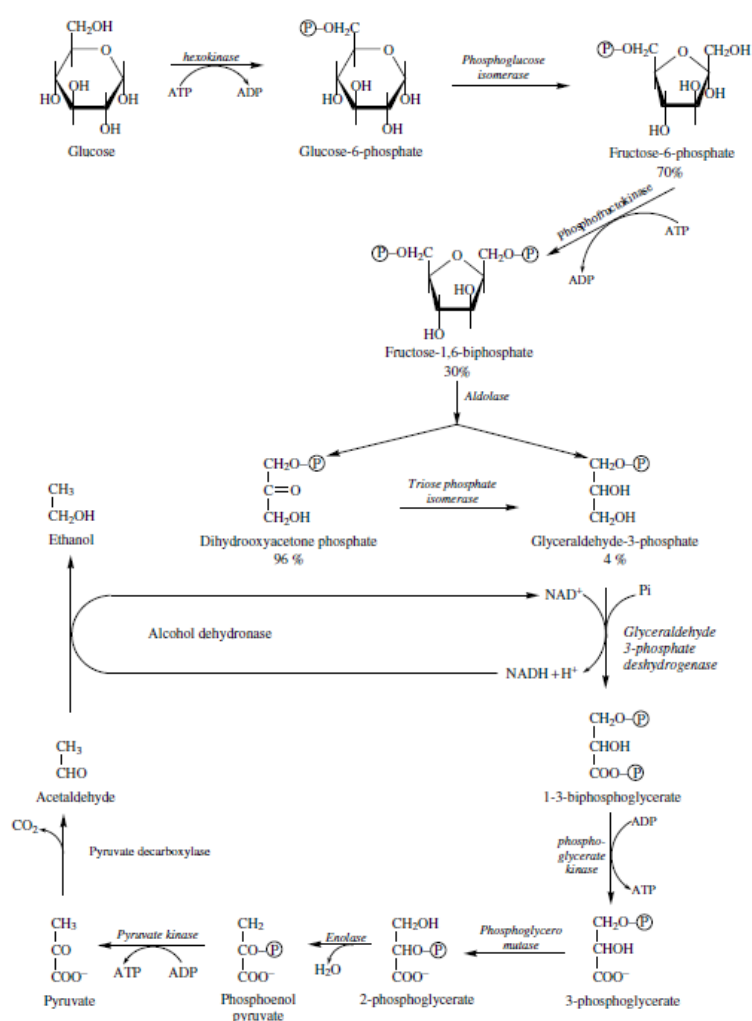 CH₂OH
O
OH
HO
OH
OH
Glucose
hexokinase
ATP
ADP
Ⓟ–OH₂C
O
OH
HO
OH
OH
Glucose-6-phosphate
Phosphoglucose
isomerase
Ⓟ–OH₂C
O
CH₂OH
HO
OH
HO
Fructose-6-phosphate
70%
Phosphofructokinase
ATP
ADP
Ⓟ–OH₂C
O
CH₂O–Ⓟ
HO
HO
Fructose-1,6-biphosphate
30%
Aldolase
CH₂O–Ⓟ
C=O
CH₂OH
Dihydrooxyacetone phosphate
96 %
Triose phosphate
isomerase
CH₂O–Ⓟ
CHOH
CH₂OH
Glyceraldehyde-3-phosphate
4 %
CH₃
CH₂OH
Ethanol
NAD⁺
Pi
Alcohol dehydronase
Glyceraldehyde
3-phosphate
deshydrogenase
NADH + H⁺
CH₂O–Ⓟ
CHOH
COO–Ⓟ
1-3-biphosphoglycerate
CH₃
CHO
Acetaldehyde
CO₂
Pyruvate decarboxylase
ADP
phospho-
glycerate
kinase
ATP
CH₃
CO
COO⁻
Pyruvate
Pyruvate kinase
ATP
ADP
CH₂
CO–Ⓟ
COO⁻
Phosphoenol
pyruvate
Enolase
H₂O
CH₂OH
CHO–Ⓟ
COO⁻
2-phosphoglycerate
Phosphoglycero
mutase
CH₂O–Ⓟ
CHOH
COO⁻
3-phosphoglycerate